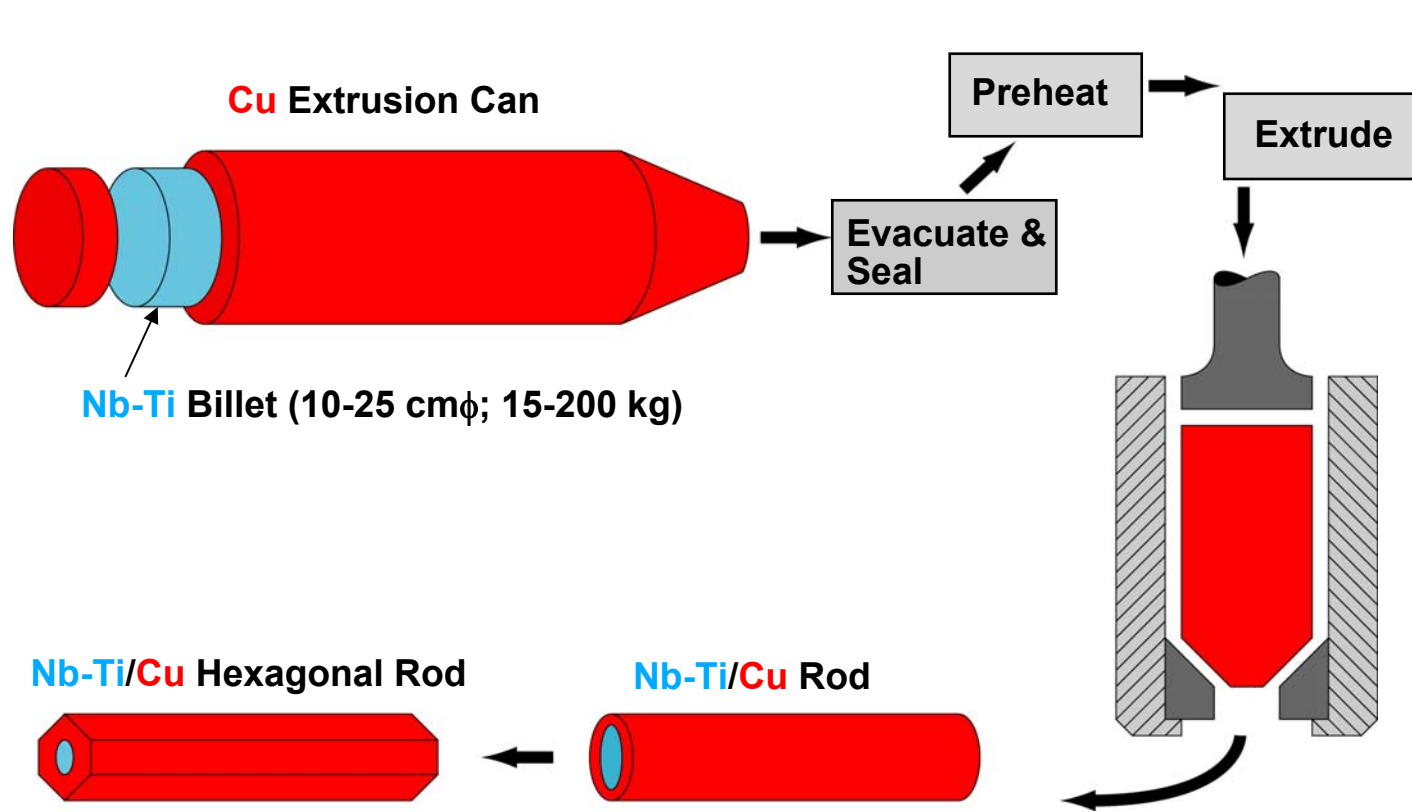 Cu Extrusion Can
Preheat
Extrude
Evacuate &
Seal
Nb-Ti Billet (10-25 cmϕ; 15-200 kg)
Nb-Ti/Cu Hexagonal Rod
Nb-Ti/Cu Rod